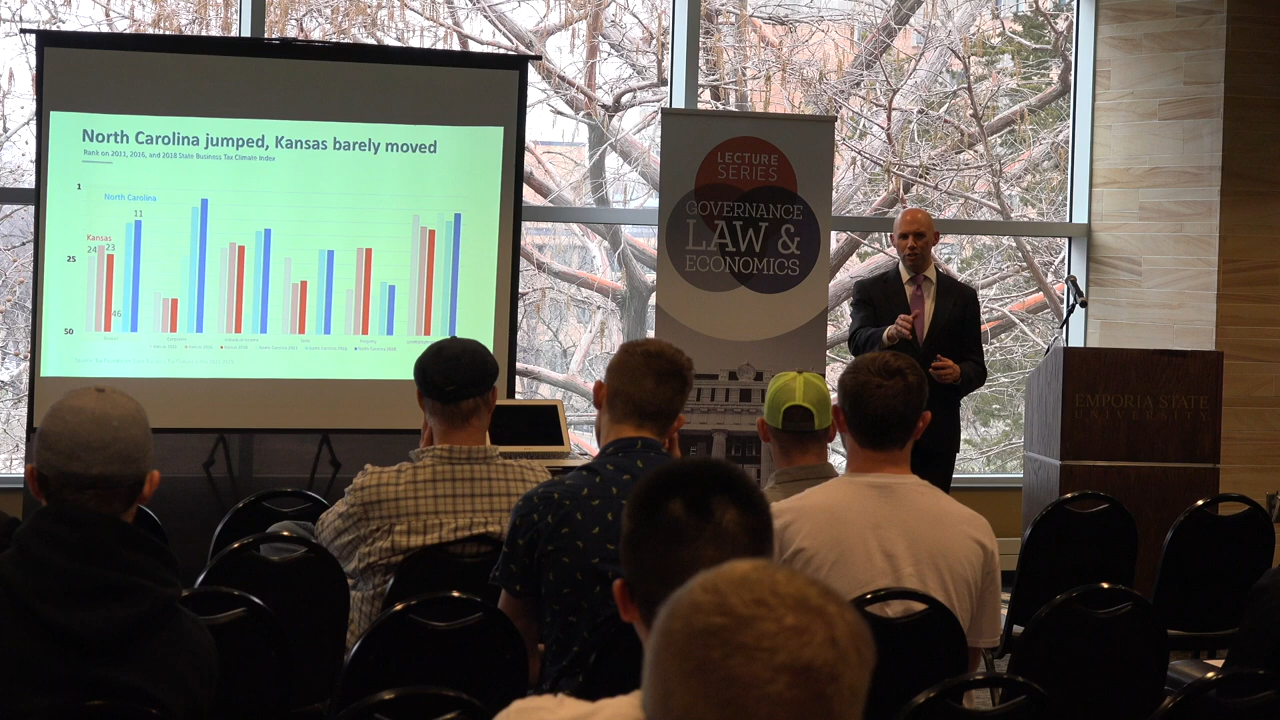 North Carolina jumped, Kansas barely moved
Rank on 2011, 2016, and 2018 State Business Tax Climate Index
1
North Carolina
11
Kansas
24
23
25
46
50
LECTURE
SERIES
GOVERNANCE
LAW &
ECONOMICS
EMPORIA STATE
UNIVERSITY